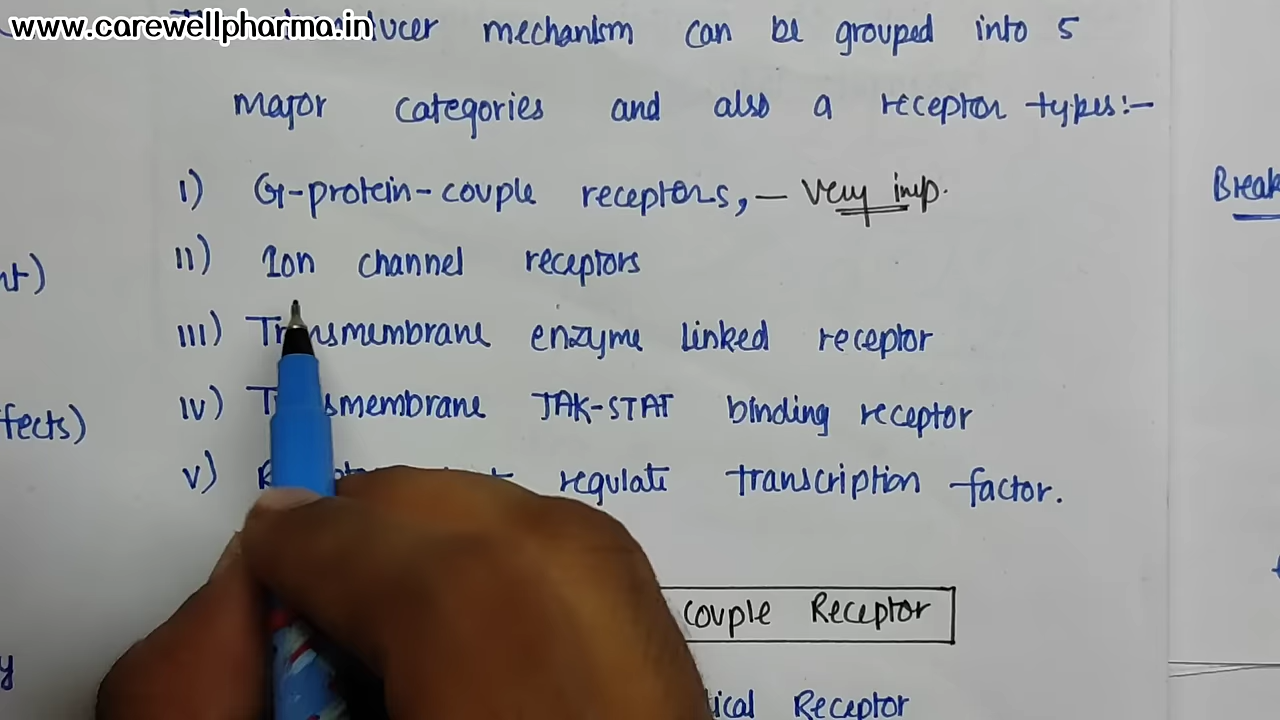 www.carewellpharma.in
mechanism can be grouped into 5
major categories and also a receptor types:-
I) G-protein-couple receptors, - Very imp.
II) Ion channel receptors
III) Transmembrane enzyme linked receptor
IV) Transmembrane JAK-STAT binding receptor
V) regulate transcription factor.
couple Receptor
Receptor
Break